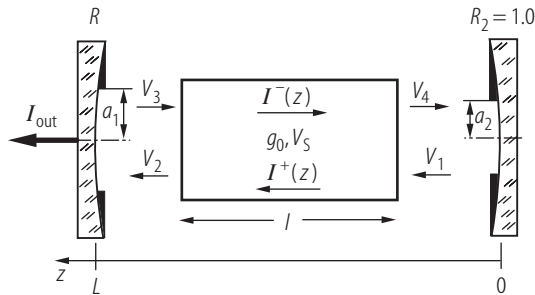 R R₂ = 1.0
V₃ I⁻(z) V₄
I_out a₁ a₂
g₀, V_S
V₂ I⁺(z) V₁
l
z L 0